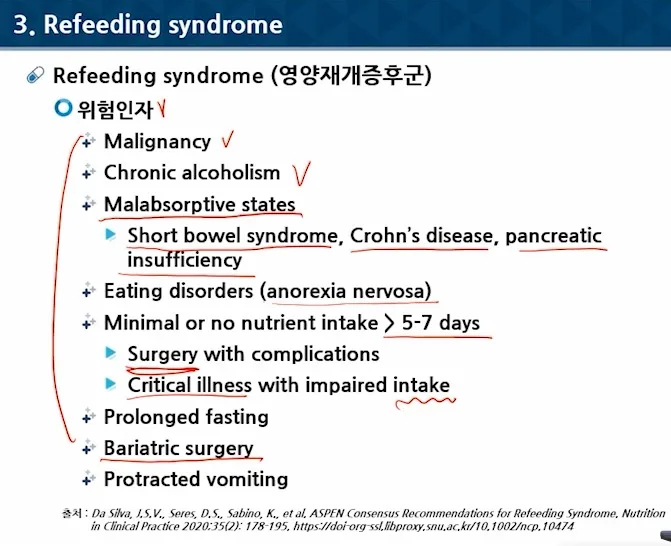 3. Refeeding syndrome
Refeeding syndrome (영양재개증후군)
위험인자
Malignancy
Chronic alcoholism
Malabsorptive states
Short bowel syndrome, Crohn's disease, pancreatic
insufficiency
Eating disorders (anorexia nervosa)
Minimal or no nutrient intake > 5-7 days
Surgery with complications
Critical illness with impaired intake
Prolonged fasting
Bariatric surgery
Protracted vomiting
출처 : Da Silva, J.S.V., Seres, D.S., Sabino, K., et al. ASPEN Consensus Recommendations for Refeeding Syndrome. Nutrition
in Clinical Practice 2020;35(2): 178-195, https://doi-org-ssl.libproxy.snu.ac.kr/10.1002/ncp.10474